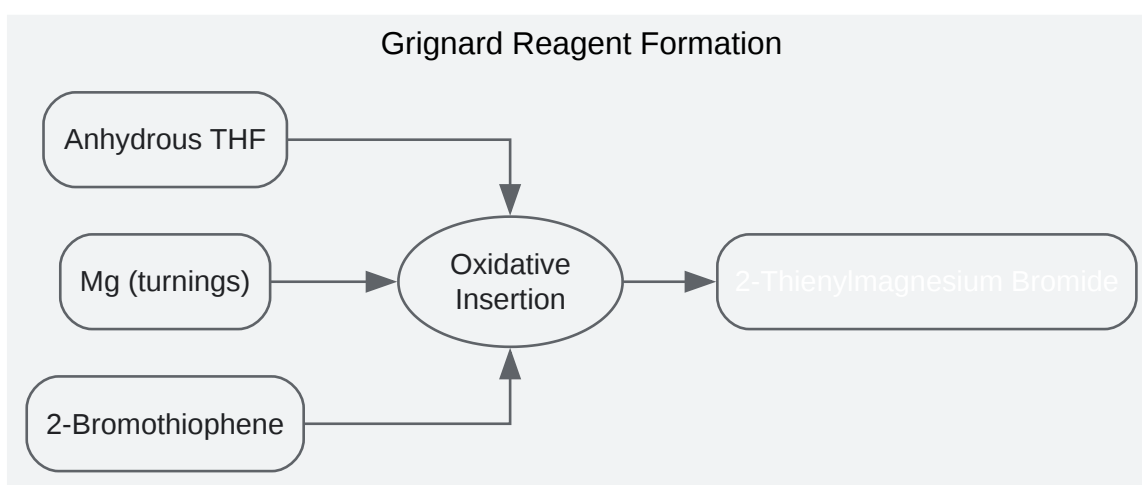 Grignard Reagent Formation
Anhydrous THF
Mg (turnings)
Oxidative
Insertion
2-Thienylmagnesium Bromide
2-Bromothiophene